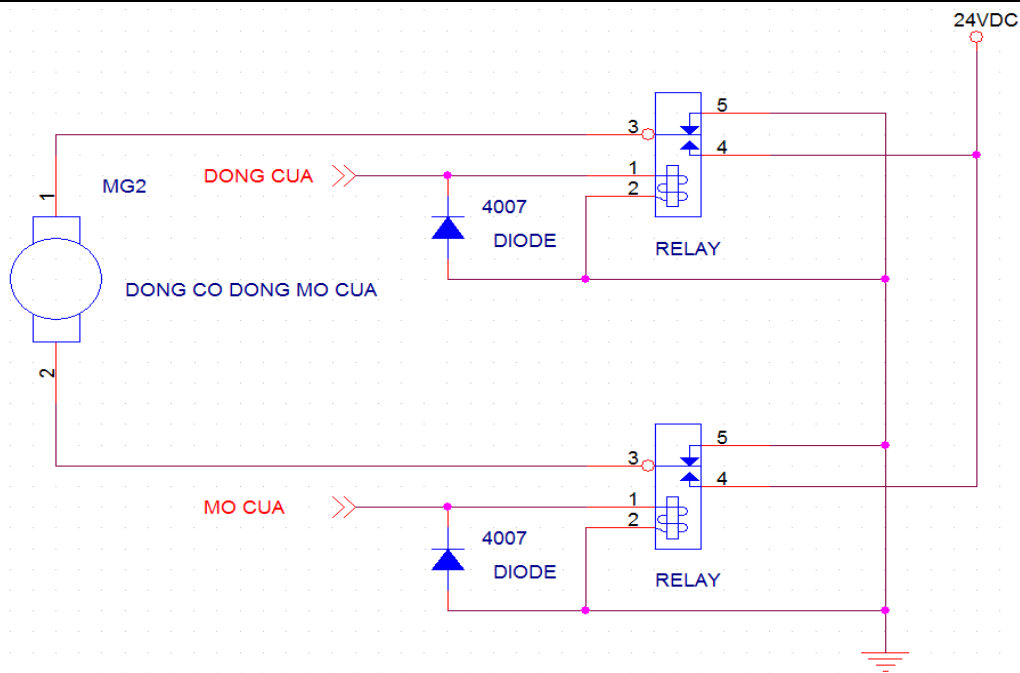 24VDC
5
3
4
DONG CUA
1
MG2
1
2
4007
DIODE
RELAY
DONG CO DONG MO CUA
2
5
3
4
MO CUA
1
2
4007
DIODE
RELAY